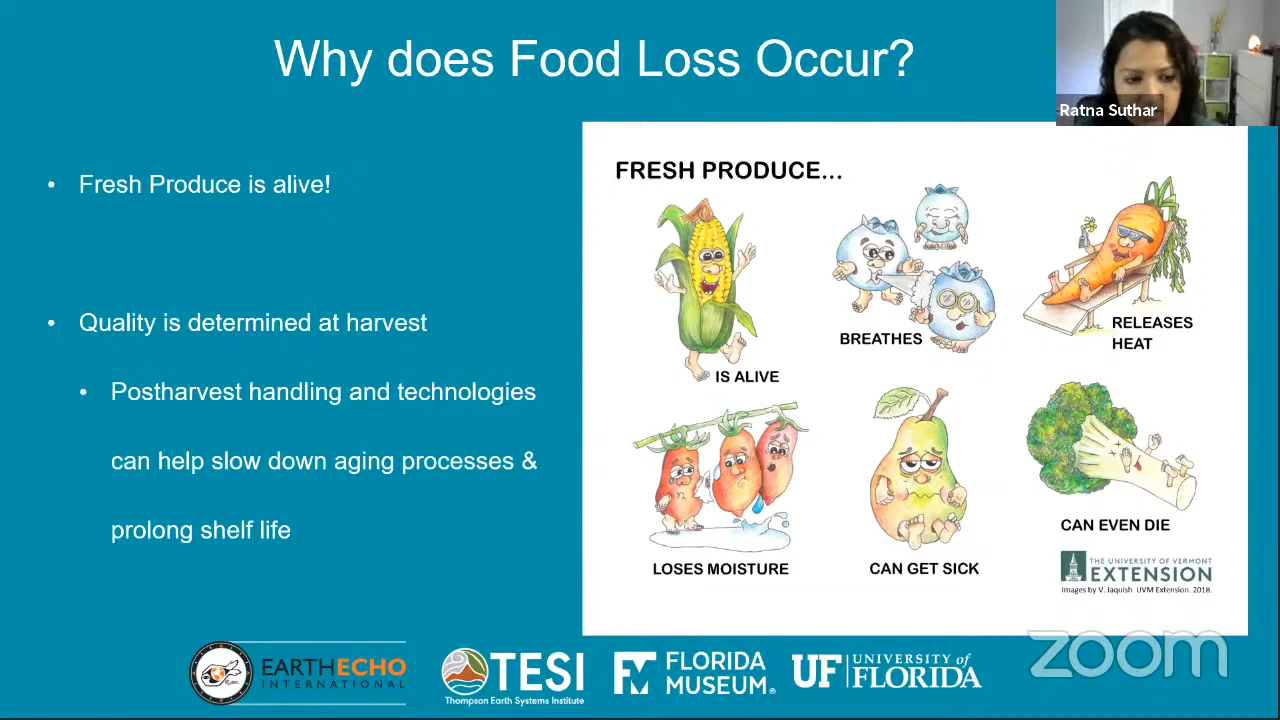 Why does Food Loss Occur?
Ratna Suthar
• Fresh Produce is alive!
• Quality is determined at harvest
• Postharvest handling and technologies
can help slow down aging processes &
prolong shelf life
FRESH PRODUCE...
IS ALIVE
BREATHES
RELEASES
HEAT
LOSES MOISTURE
CAN GET SICK
CAN EVEN DIE
THE UNIVERSITY OF VERMONT
EXTENSION
Images by V. Jaquish. UVM Extension. 2018.
EARTHECHO
INTERNATIONAL
TESI
Thompson Earth Systems Institute
FLORIDA
MUSEUM®
UF UNIVERSITY of
FLORIDA
zoom